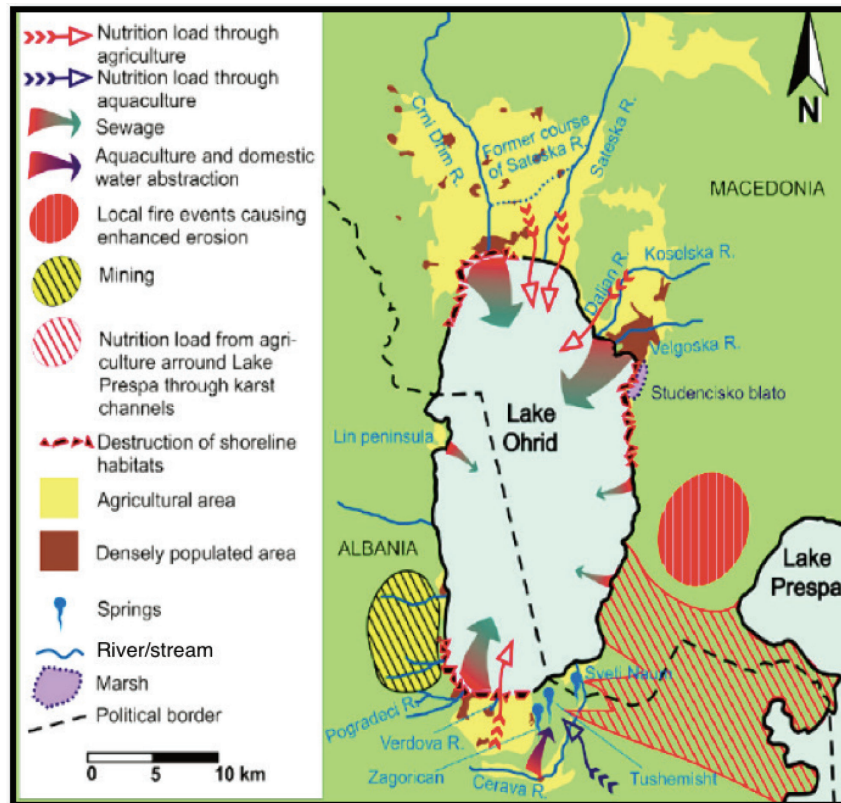 Nutrition load through
agriculture
Nutrition load through
aquaculture
Sewage
Aquaculture and domestic
water abstraction
Local fire events causing
enhanced erosion
Mining
Nutrition load from agri-
culture arround Lake
Prespa through karst
channels
Destruction of shoreline
habitats
Agricultural area
Densely populated area
Springs
River/stream
Marsh
Political border
0 5 10 km
N
Crni Drim R.
Former course
of Sateska R.
Sateska R.
MACEDONIA
Daljan R.
Koselska R.
Velgoska R.
Studencisko blato
Lake
Ohrid
Lin peninsula
ALBANIA
Lake
Prespa
Sveti Naum
Pogradeci R.
Verdova R.
Zagorican
Cerava R.
Tushemisht